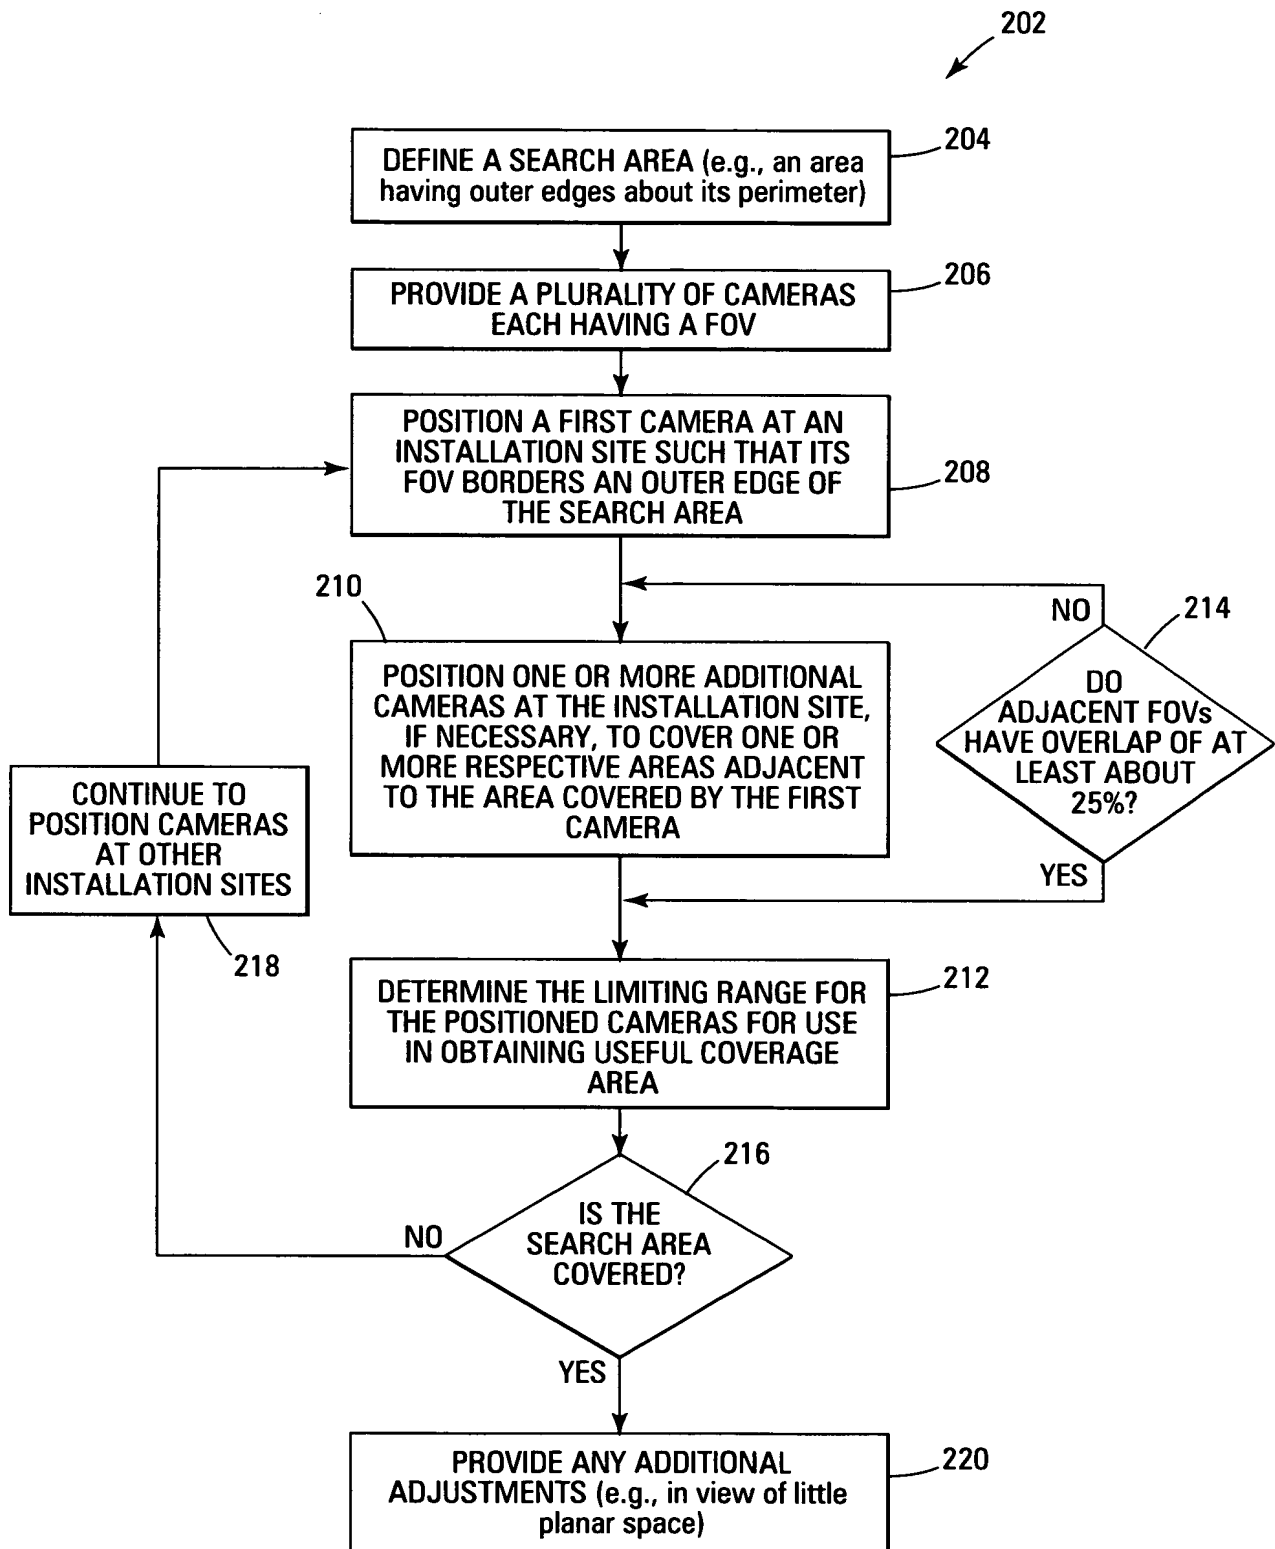 202
204
DEFINE A SEARCH AREA (e.g., an area
having outer edges about its perimeter)
206
PROVIDE A PLURALITY OF CAMERAS
EACH HAVING A FOV
POSITION A FIRST CAMERA AT AN
INSTALLATION SITE SUCH THAT ITS
FOV BORDERS AN OUTER EDGE OF
THE SEARCH AREA
208
210
NO
214
POSITION ONE OR MORE ADDITIONAL
CAMERAS AT THE INSTALLATION SITE,
IF NECESSARY, TO COVER ONE OR
MORE RESPECTIVE AREAS ADJACENT
TO THE AREA COVERED BY THE FIRST
CAMERA
DO
ADJACENT FOVs
HAVE OVERLAP OF AT
LEAST ABOUT
25%?
YES
CONTINUE TO
POSITION CAMERAS
AT OTHER
INSTALLATION SITES
218
212
DETERMINE THE LIMITING RANGE FOR
THE POSITIONED CAMERAS FOR USE
IN OBTAINING USEFUL COVERAGE
AREA
216
NO
IS THE
SEARCH AREA
COVERED?
YES
220
PROVIDE ANY ADDITIONAL
ADJUSTMENTS (e.g., in view of little
planar space)